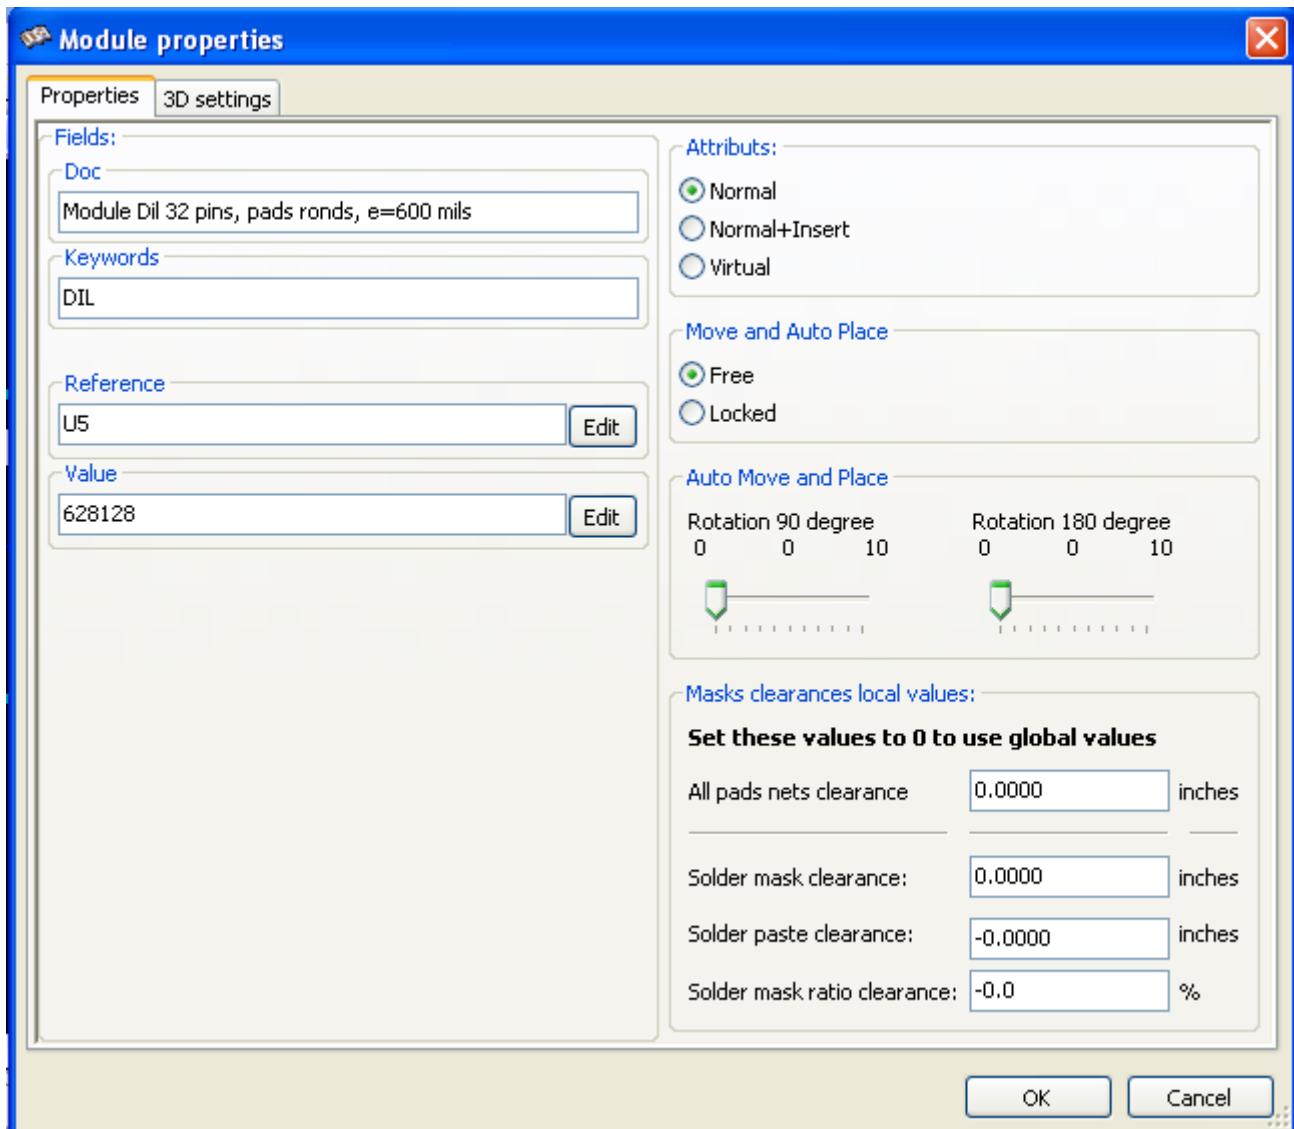 Module properties
Properties
3D settings
Fields:
Doc
Module Dil 32 pins, pads ronds, e=600 mils
Keywords
DIL
Reference
U5
Edit
Value
628128
Edit
Attributs:
Normal
Normal+Insert
Virtual
Move and Auto Place
Free
Locked
Auto Move and Place
Rotation 90 degree
0 0 10
Rotation 180 degree
0 0 10
Masks clearances local values:
Set these values to 0 to use global values
All pads nets clearance 0.0000 inches
Solder mask clearance: 0.0000 inches
Solder paste clearance: -0.0000 inches
Solder mask ratio clearance: -0.0 %
OK
Cancel